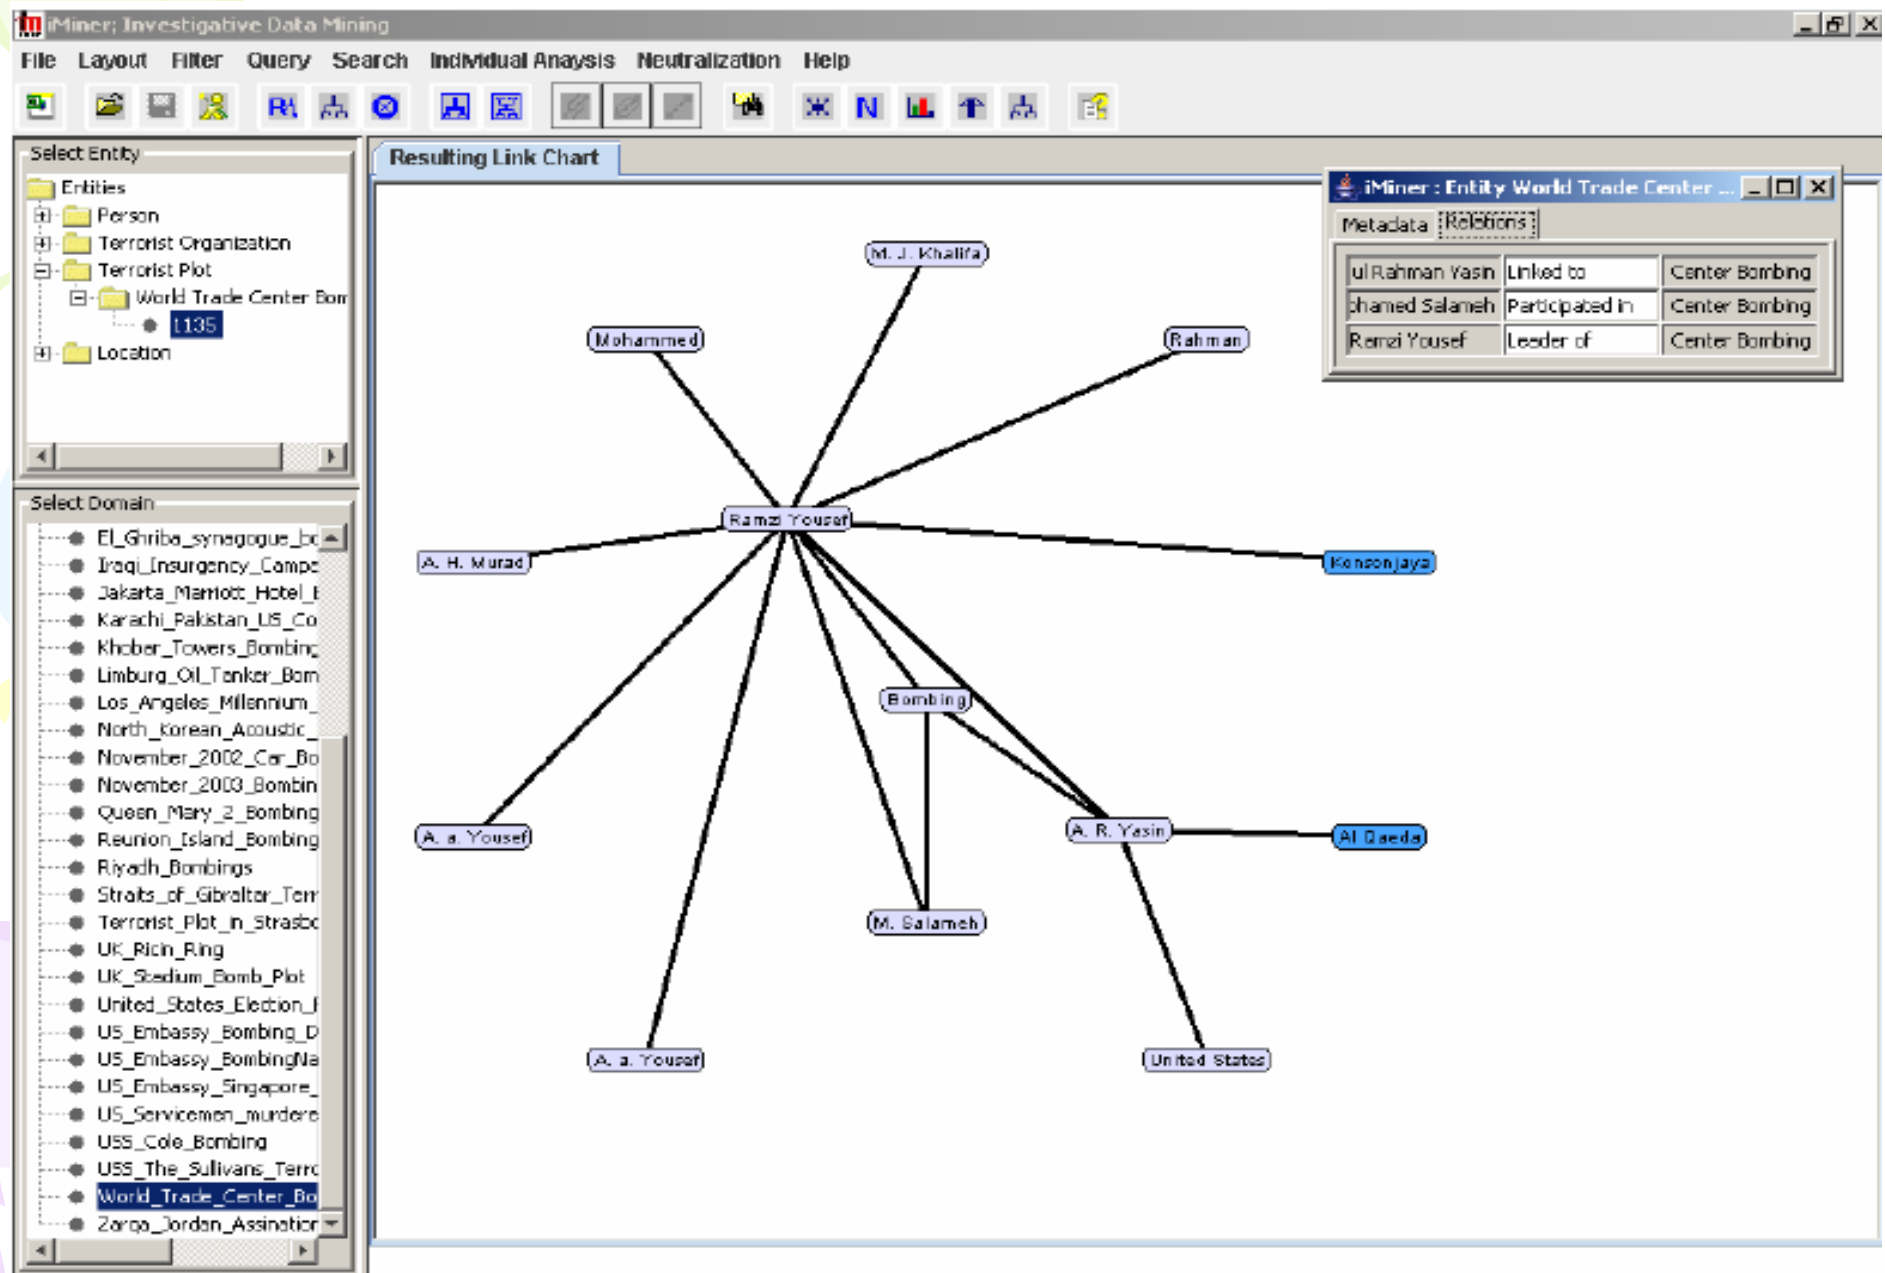 iMiner; Investigative Data Mining
File Layout Filter Query Search Individual Anaysis Neutralization Help
Select Entity
Entities
Person
Terrorist Organization
Terrorist Plot
World Trade Center Bom
1135
Location
Select Domain
El_Ghriba_synagogue_bc
Iraqi_Insurgency_Campa
Jakarta_Marriott_Hotel_E
Karachi_Pakistan_US_Co
Khobar_Towers_Bombing
Limburg_Oil_Tanker_Bom
Los_Angeles_Millennium_
North_Korean_Acoustic_
November_2002_Car_Bo
November_2003_Bombin
Queen_Mary_2_Bombing
Reunion_Island_Bombing
Riyadh_Bombings
Straits_of_Gibraltar_Terr
Terrorist_Plot_in_Strasbo
UK_Ricin_Ring
UK_Stadium_Bomb_Plot
United_States_Election_F
US_Embassy_Bombing_D
US_Embassy_BombingNa
US_Embassy_Singapore_
US_Servicemen_murdere
USS_Cole_Bombing
USS_The_Sullivans_Terro
World_Trade_Center_Bo
Zarqa_Jordan_Assination
Resulting Link Chart
M. J. Khalifa
Mohammed
Rahman
Ramzi Yousef
A. H. Murad
Konsonjaya
Bombing
A. a. Yousef
A. R. Yasin
Al Qaeda
M. Salameh
A. a. Yousef
United States
iMiner : Entity World Trade Center ...
Metadata Relations
ul Rahman Yasin Linked to Center Bombing
ohamed Salameh Participated in Center Bombing
Ramzi Yousef Leader of Center Bombing